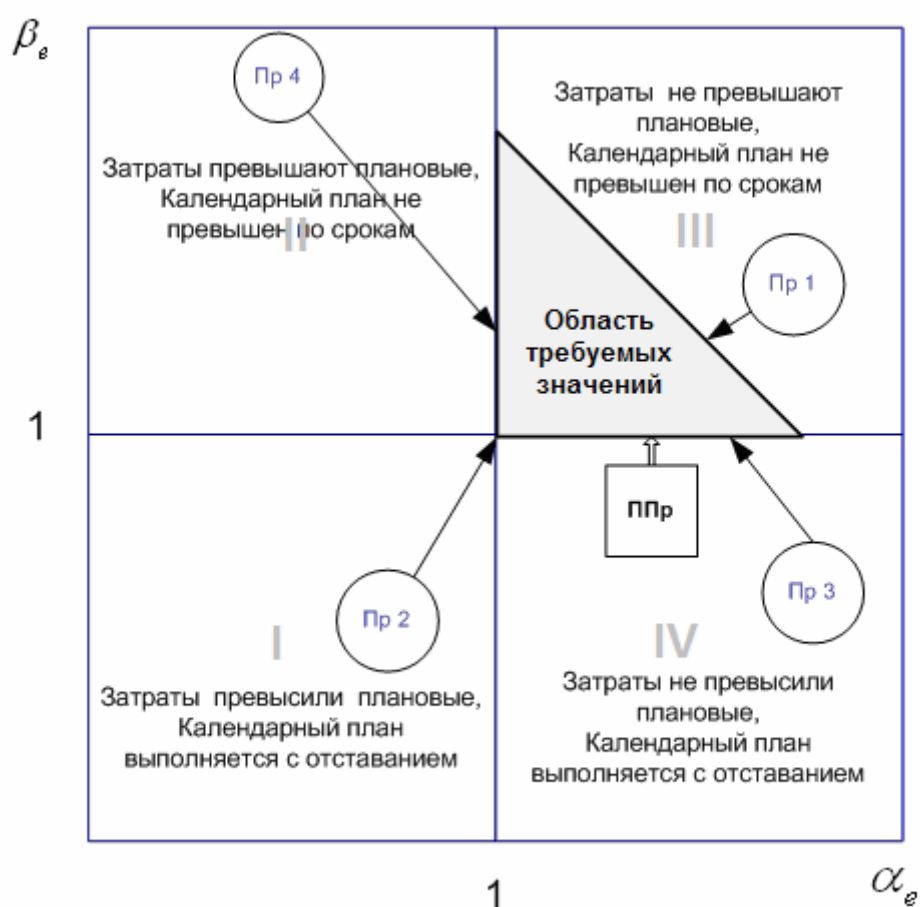 βe
Пр 4
Затраты превышают плановые,
Календарный план не
превышен по срокам
II
Затраты не превышают
плановые,
Календарный план не
превышен по срокам
III
Пр 1
Область
требуемых
значений
1
ППр
Пр 2
I
Затраты превысили плановые,
Календарный план
выполняется с отставанием
Пр 3
IV
Затраты не превысили
плановые,
Календарный план
выполняется с отставанием
1
αe